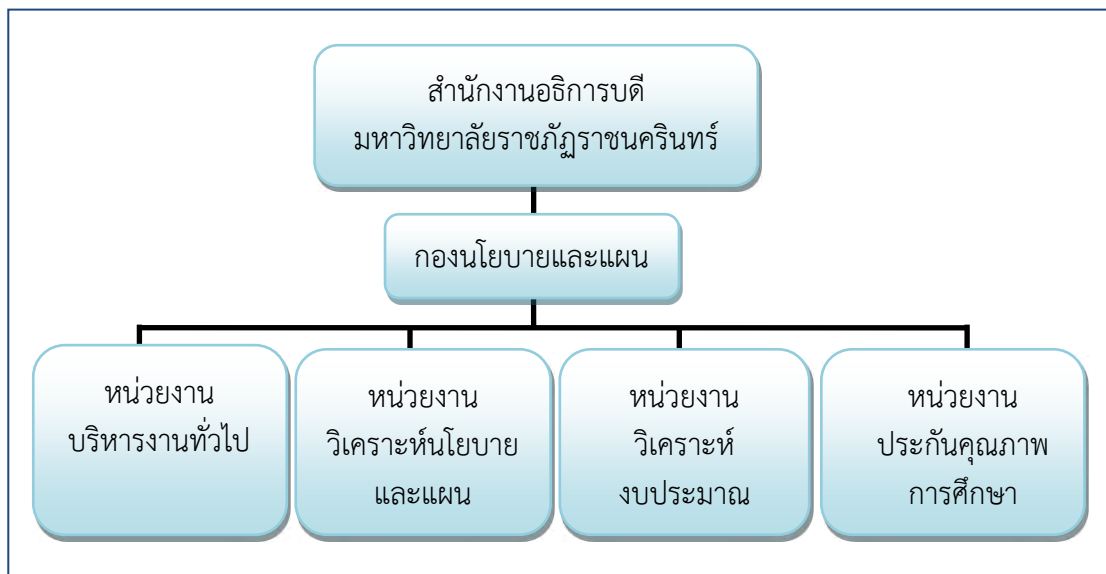 สำนักงานอธิการบดี
มหาวิทยาลัยราชภัฏราชนครินทร์
กองนโยบายและแผน
หน่วยงาน
บริหารงานทั่วไป
หน่วยงาน
วิเคราะห์นโยบาย
และแผน
หน่วยงาน
วิเคราะห์
งบประมาณ
หน่วยงาน
ประกันคุณภาพ
การศึกษา